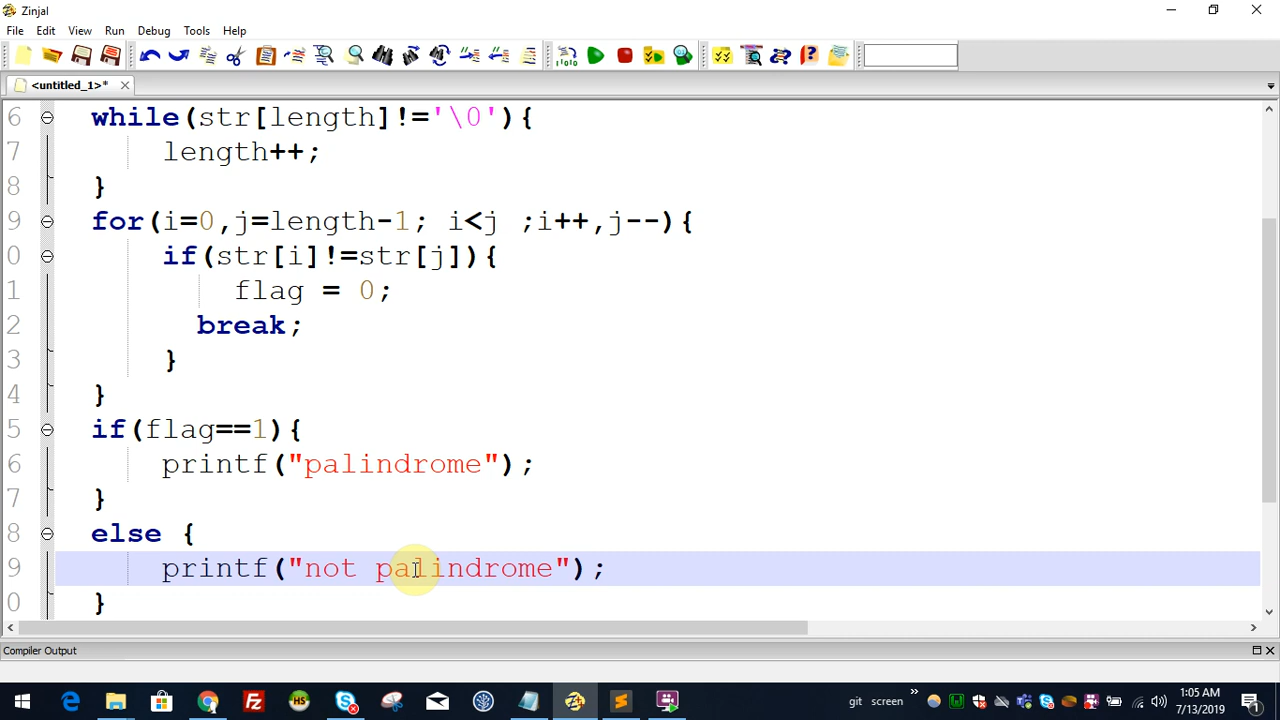 Zinjal
File Edit View Run Debug Tools Help
<untitled_1>*
6 while(str[length]!='\0'){
7 length++;
8 }
9 for(i=0,j=length-1; i<j ;i++,j--){
0 if(str[i]!=str[j]){
1 flag = 0;
2 break;
3 }
4 }
5 if(flag==1){
6 printf("palindrome");
7 }
8 else {
9 printf("not palindrome");
0 }
Compiler Output
git screen
1:05 AM
7/13/2019